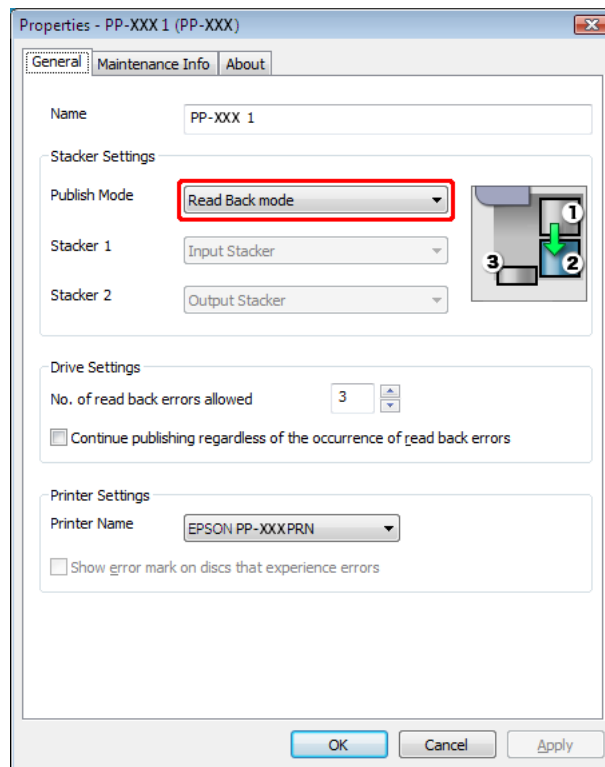 Properties - PP-XXX 1 (PP-XXX)
General Maintenance Info About
Name PP-XXX 1
Stacker Settings
Publish Mode Read Back mode
1
Stacker 1 Input Stacker
3 2
Stacker 2 Output Stacker
Drive Settings
No. of read back errors allowed 3
Continue publishing regardless of the occurrence of read back errors
Printer Settings
Printer Name EPSON PP-XXXPRN
Show error mark on discs that experience errors
OK Cancel Apply